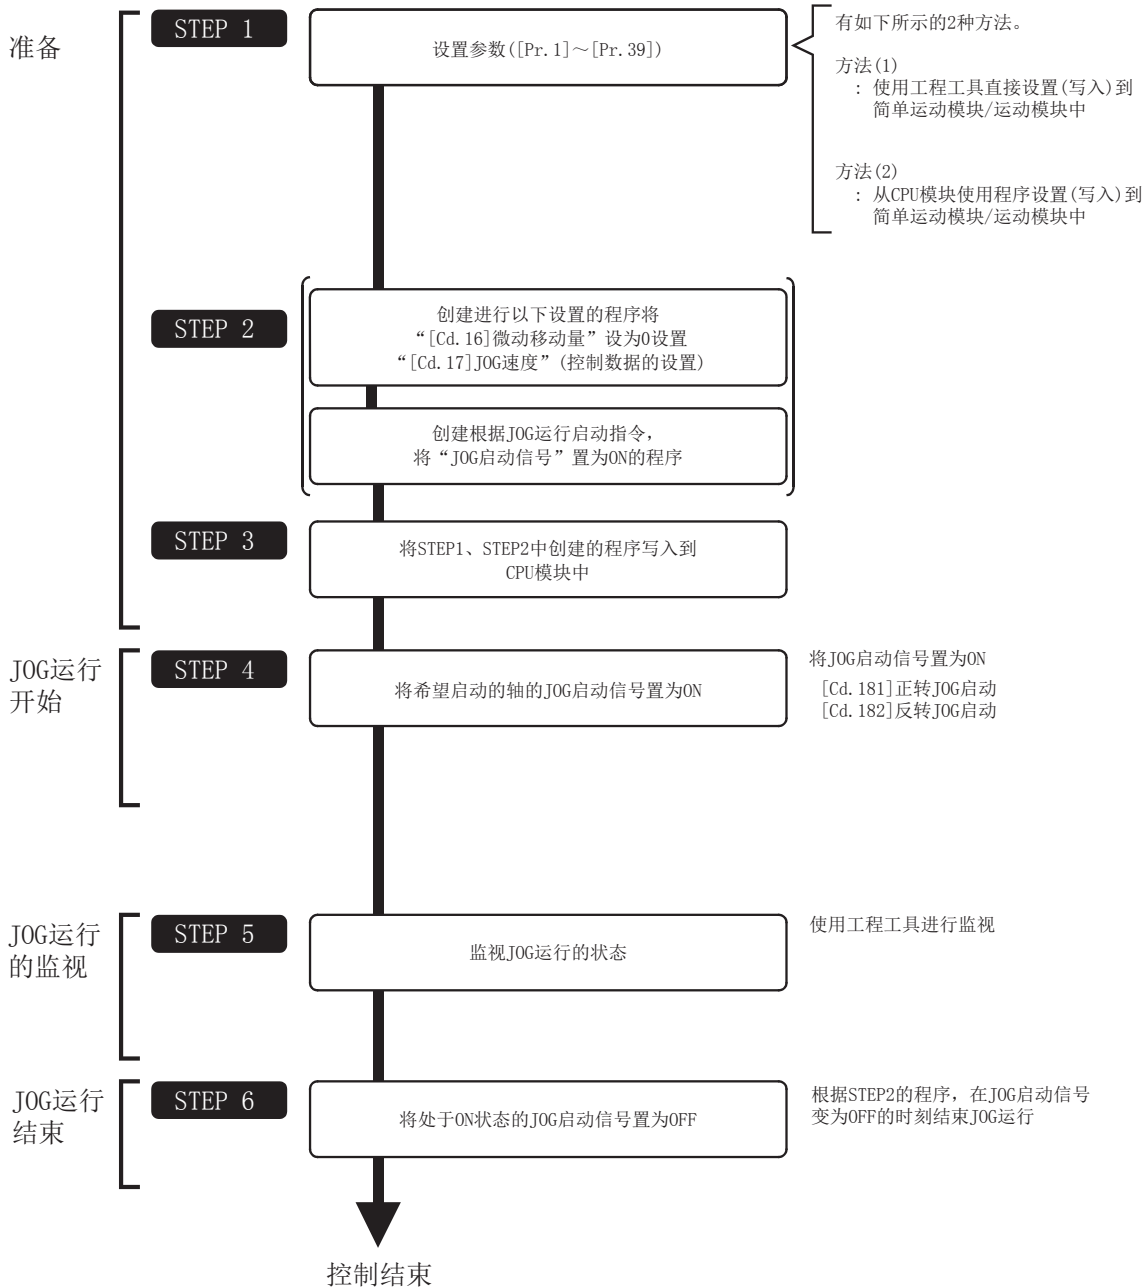 准备
STEP 1
设置参数([Pr.1]～[Pr.39])
有如下所示的2种方法。
方法(1)
: 使用工程工具直接设置(写入)到
简单运动模块/运动模块中
方法(2)
: 从CPU模块使用程序设置(写入)到
简单运动模块/运动模块中
STEP 2
创建进行以下设置的程序将
“[Cd.16]微动移动量”设为0设置
“[Cd.17]JOG速度”(控制数据的设置)
创建根据JOG运行启动指令，
将“JOG启动信号”置为ON的程序
STEP 3
将STEP1、STEP2中创建的程序写入到
CPU模块中
JOG运行
开始
STEP 4
将希望启动的轴的JOG启动信号置为ON
将JOG启动信号置为ON
[Cd.181]正转JOG启动
[Cd.182]反转JOG启动
JOG运行
的监视
STEP 5
监视JOG运行的状态
使用工程工具进行监视
JOG运行
结束
STEP 6
将处于ON状态的JOG启动信号置为OFF
根据STEP2的程序，在JOG启动信号
变为OFF的时刻结束JOG运行
控制结束